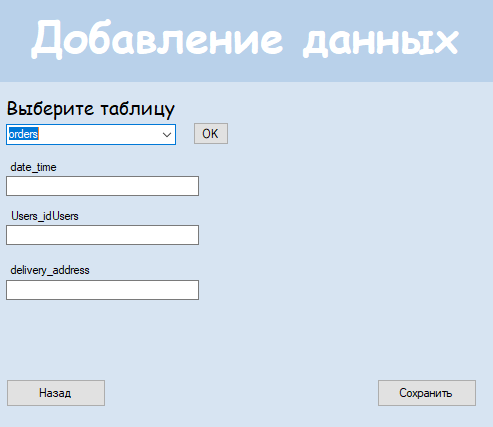 Добавление данных
Выберите таблицу
orders
OK
date_time
Users_idUsers
delivery_address
Назад
Сохранить